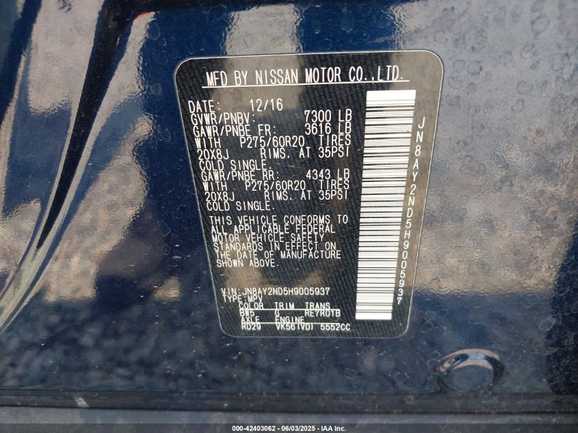 MFD BY NISSAN MOTOR CO.,LTD.
DATE: 12/16
GVWR/PNBV: 7300 LB
GAWR/PNBE FR: 3616 LB
WITH P275/60R20 TIRES
20X8J RIMS. AT 35PSI
COLD SINGLE.
GAWR/PNBE RR: 4343 LB
WITH P275/60R20 TIRES
20X8J RIMS. AT 35PSI
COLD SINGLE.
THIS VEHICLE CONFORMS TO
ALL APPLICABLE FEDERAL
MOTOR VEHICLE SAFETY
STANDARDS IN EFFECT ON
THE DATE OF MANUFACTURE
SHOWN ABOVE.
VIN: JN8AY2ND5H9005937
TYPE: MPV
COLOR TRIM TRANS
BW5 G RE7R01B
AXLE ENGINE
RD29 VK56(VD) 5552CC
JN8AY2ND5H9005937
000-42403062 - 06/03/2025 - IAA Inc.